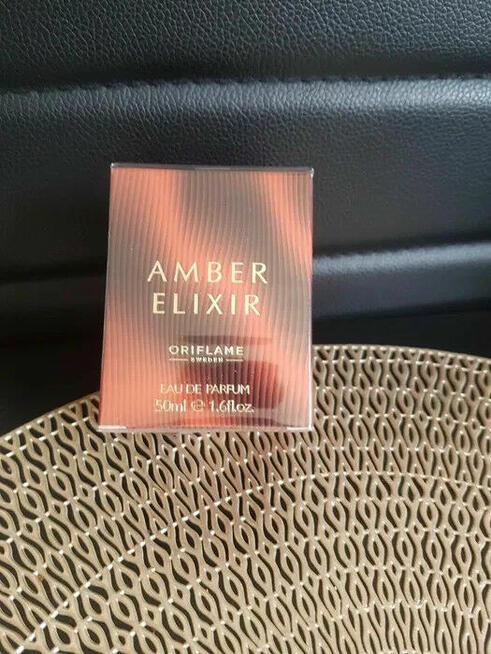 AMBER
ELIXIR
ORIFLAME
SWEDEN
EAU DE PARFUM
50ml ℮ 1.6fl.oz.